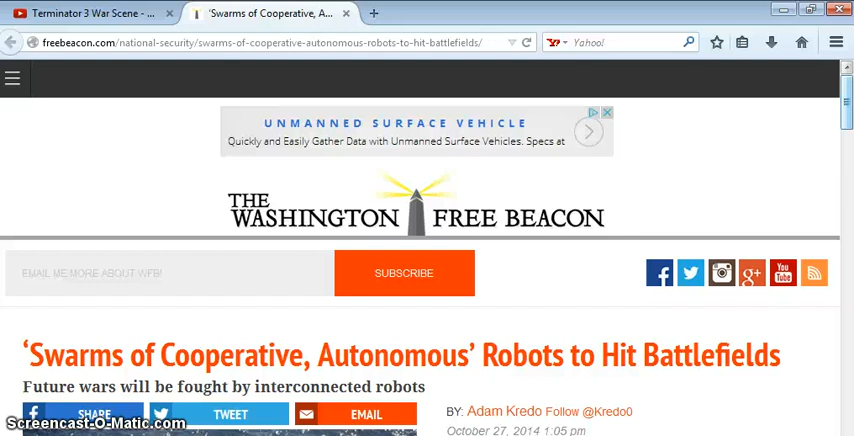 Terminator 3 War Scene - ...
'Swarms of Cooperative, A...
freebeacon.com/national-security/swarms-of-cooperative-autonomous-robots-to-hit-battlefields/
Yahoo!
UNMANNED SURFACE VEHICLE
Quickly and Easily Gather Data with Unmanned Surface Vehicles. Specs at
THE
WASHINGTON FREE BEACON
EMAIL ME MORE ABOUT WFB!
SUBSCRIBE
f
g+
You
Tube
'Swarms of Cooperative, Autonomous' Robots to Hit Battlefields
Future wars will be fought by interconnected robots
f SHARE
TWEET
EMAIL
BY: Adam Kredo Follow @Kredo0
October 27, 2014 1:05 pm
Screencast-O-Matic.com